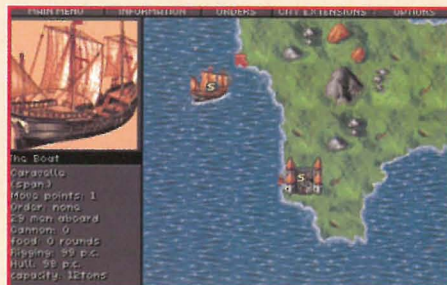 MAIN MENU INFORMATION ORDERS CITY EXTENSIONS OPTIONS
S
The Boat
Caravelle
(span)
Move points: 1
Order: none
29 men aboard
Cannon: 0
food: 0 rounds
Rigging: 99 p.c.
Hull: 99 p.c.
capacity: 12tons
S